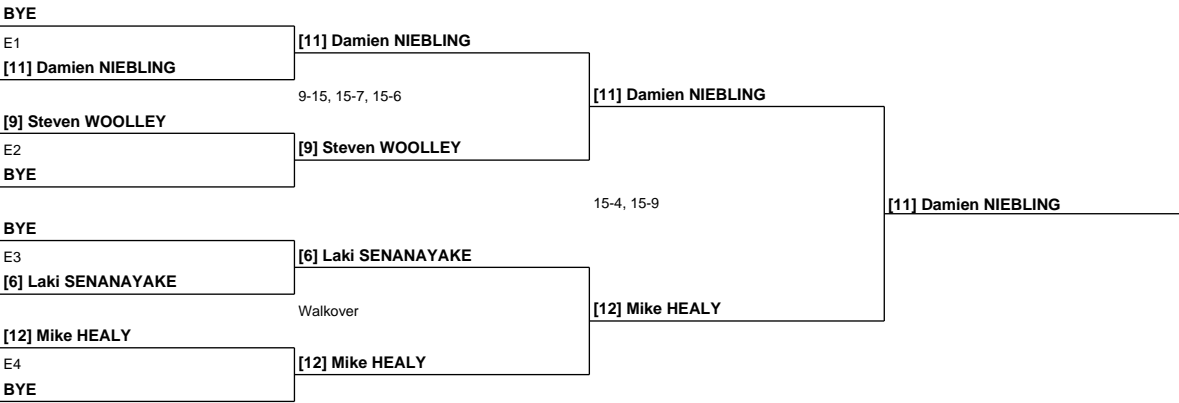 BYE
E1
[11] Damien NIEBLING
[11] Damien NIEBLING
9-15, 15-7, 15-6
[11] Damien NIEBLING
[9] Steven WOOLLEY
E2
[9] Steven WOOLLEY
BYE
15-4, 15-9
[11] Damien NIEBLING
BYE
E3
[6] Laki SENANAYAKE
[6] Laki SENANAYAKE
Walkover
[12] Mike HEALY
[12] Mike HEALY
E4
[12] Mike HEALY
BYE